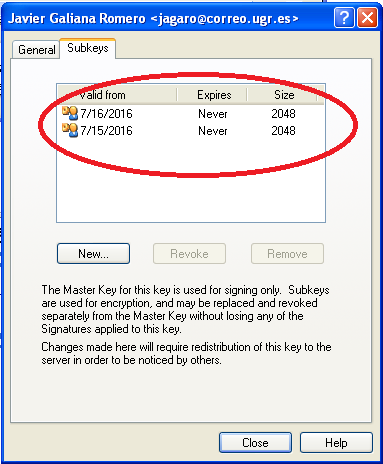 Javier Galiana Romero <jagaro@correo.ugr.es>
General Subkeys
Valid from Expires Size
7/16/2016 Never 2048
7/15/2016 Never 2048
New... Revoke Remove
The Master Key for this key is used for signing only. Subkeys
are used for encryption, and may be replaced and revoked
separately from the Master Key without losing any of the
Signatures applied to this key.
Changes made here will require redistribution of this key to the
server in order to be noticed by others.
Close Help